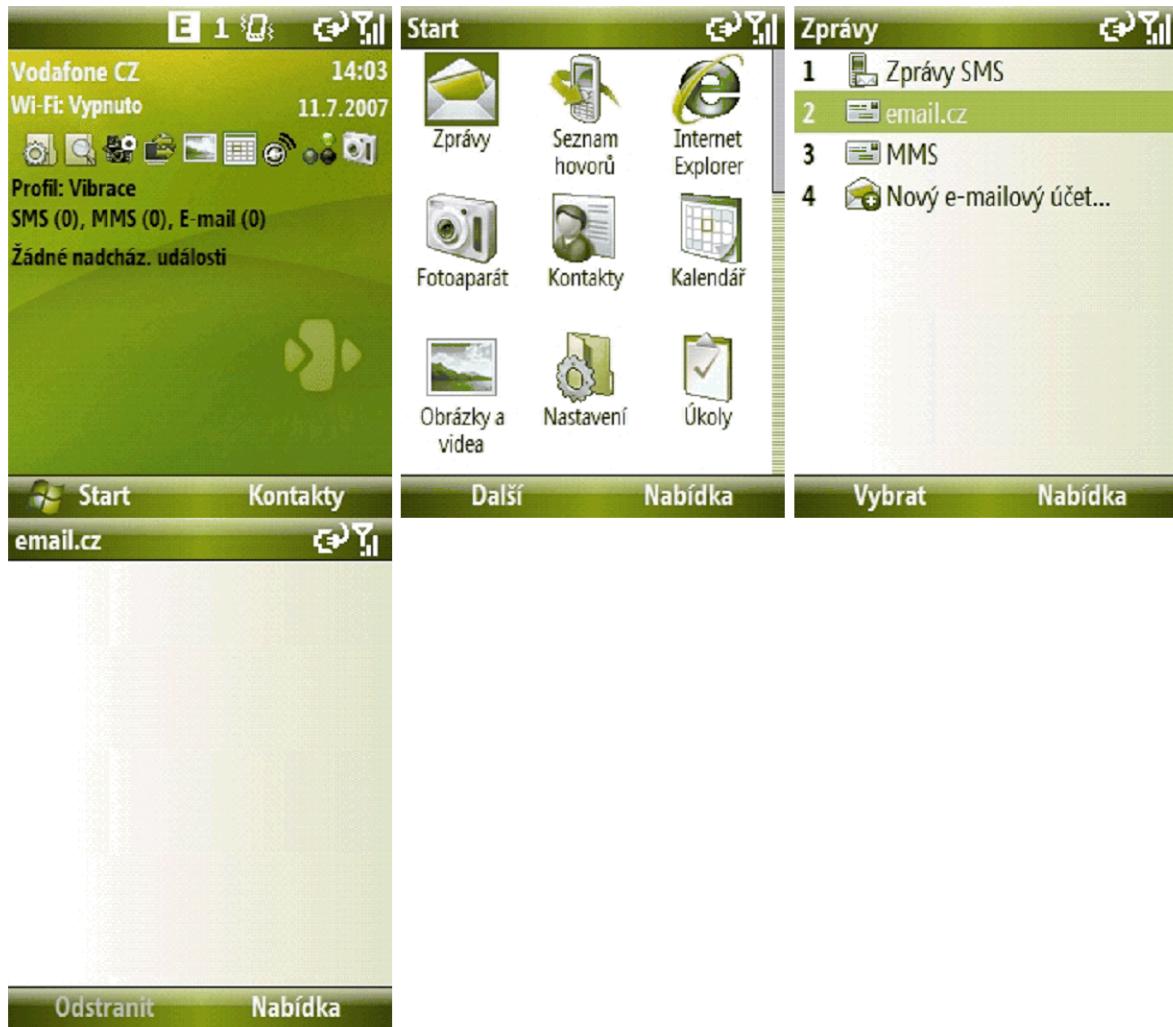 E 1
Vodafone CZ 14:03
Wi-Fi: Vypnuto 11.7.2007
Profil: Vibrace
SMS (0), MMS (0), E-mail (0)
Žádné nadcház. události
Start Kontakty
Start
Zprávy
Seznam hovorů
Internet Explorer
Fotoaparát
Kontakty
Kalendář
Obrázky a videa
Nastavení
Úkoly
Další Nabídka
Zprávy
1 Zprávy SMS
2 email.cz
3 MMS
4 Nový e-mailový účet...
Vybrat Nabídka
email.cz
Odstranit Nabídka